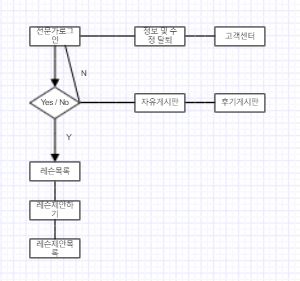 전문가로그
인
정보 및 수
정 탈퇴
고객센터
N
Yes / No
자유게시판
후기게시판
Y
레슨목록
레슨제안하
기
레슨제안목
록